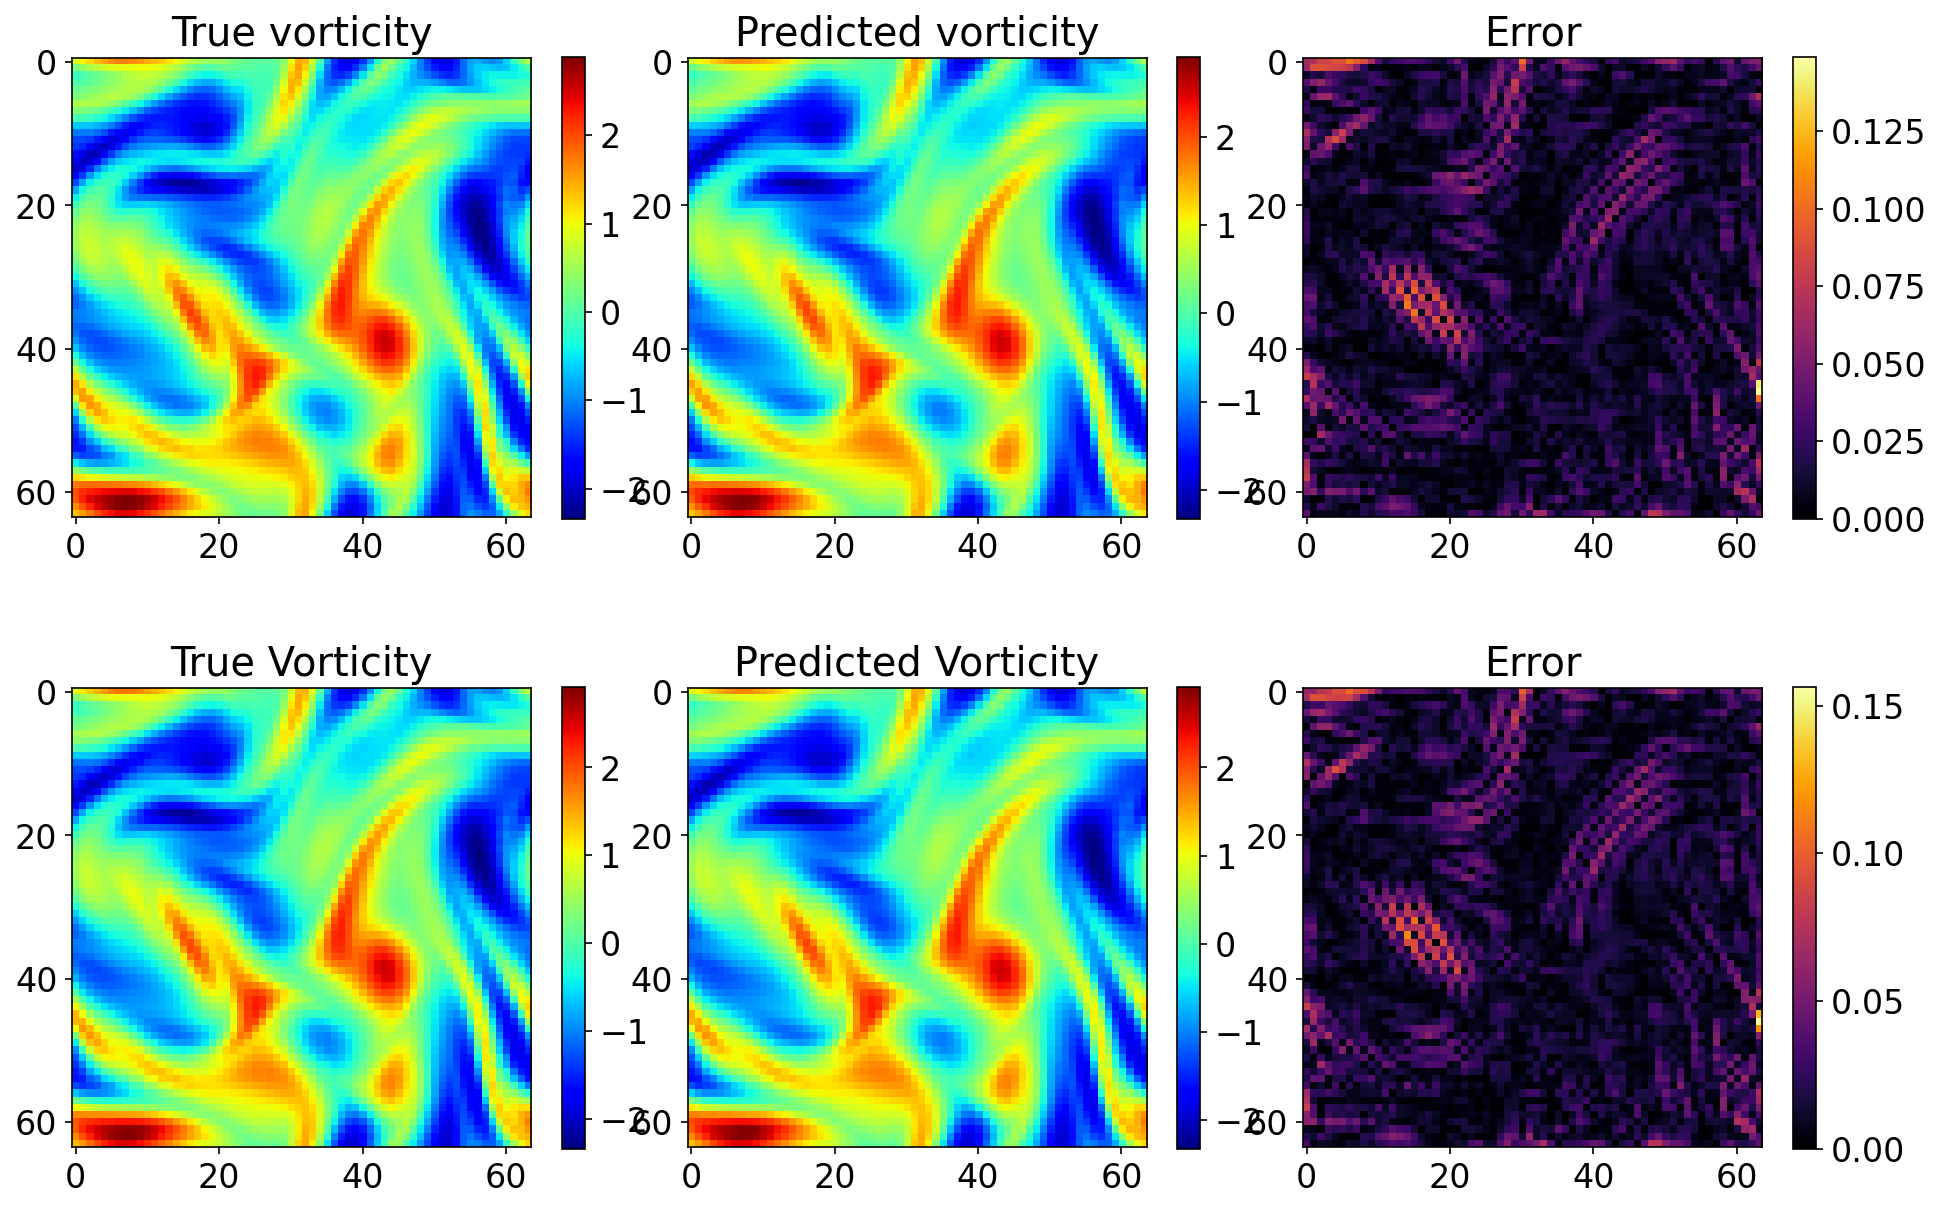 True vorticity Predicted vorticity Error
0 20 40 60 2 1 0 −1 −2 0 20 40 60 2 1 0 −1 −2 0 20 40 60 0.125 0.100 0.075 0.050 0.025 0.000
0 20 40 60 0 20 40 60 0 20 40 60
True Vorticity Predicted Vorticity Error
0 20 40 60 2 1 0 −1 −2 0 20 40 60 2 1 0 −1 −2 0 20 40 60 0.15 0.10 0.05 0.00
0 20 40 60 0 20 40 60 0 20 40 60